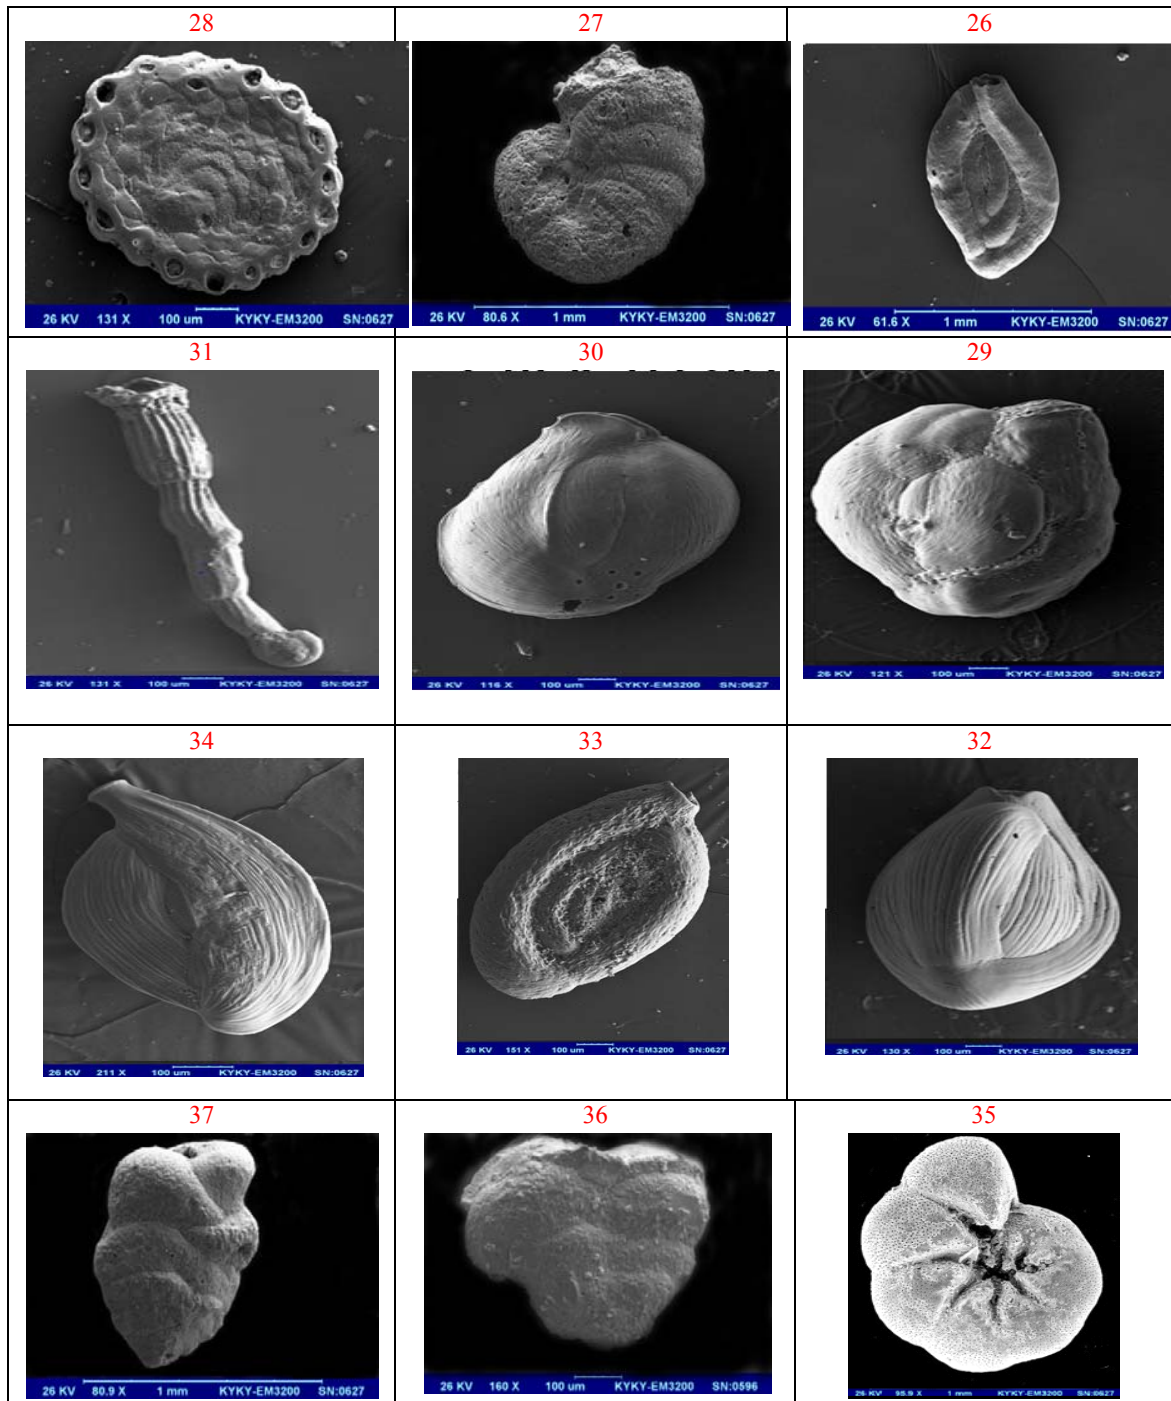 28
27
26
26 KV 131 X 100 um KYKY-EM3200 SN:0627
26 KV 80.6 X 1 mm KYKY-EM3200 SN:0627
26 KV 61.6 X 1 mm KYKY-EM3200 SN:0627
31
30
29
26 KV 131 X 100 um KYKY-EM3200 SN:0627
26 KV 116 X 100 um KYKY-EM3200 SN:0627
26 KV 121 X 100 um KYKY-EM3200 SN:0627
34
33
32
26 KV 211 X 100 um KYKY-EM3200 SN:0627
26 KV 151 X 100 um KYKY-EM3200 SN:0627
26 KV 130 X 100 um KYKY-EM3200 SN:0627
37
36
35
26 KV 80.9 X 1 mm KYKY-EM3200 SN:0627
26 KV 160 X 100 um KYKY-EM3200 SN:0596
26 KV 95.9 X 1 mm KYKY-EM3200 SN:0627